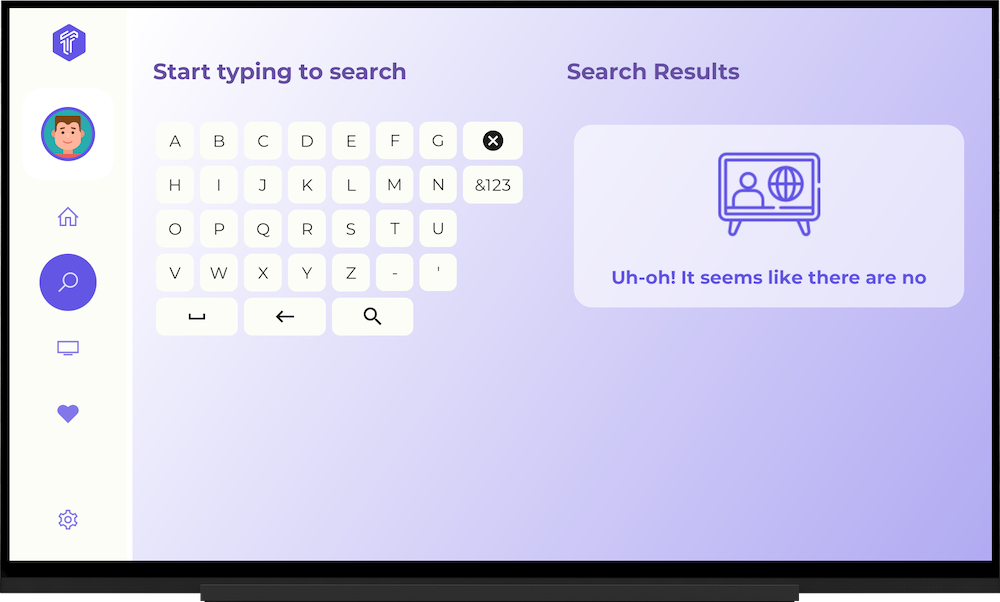 Start typing to search
Search Results
A B C D E F G
H I J K L M N &123
O P Q R S T U
V W X Y Z - '
Uh-oh! It seems like there are no